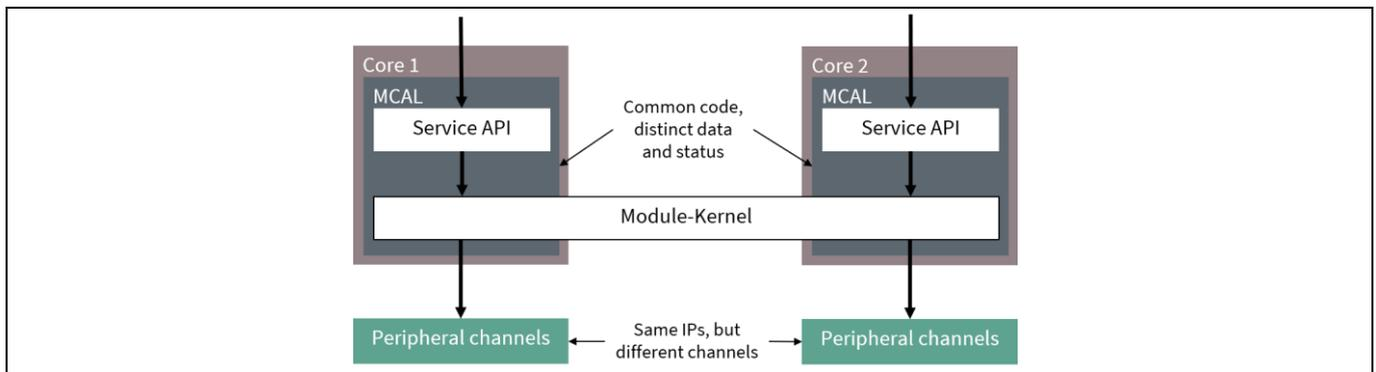 Core 1
MCAL
Service API
Common code,
distinct data
and status
Core 2
MCAL
Service API
Module-Kernel
Peripheral channels
Same IPs, but
different channels
Peripheral channels